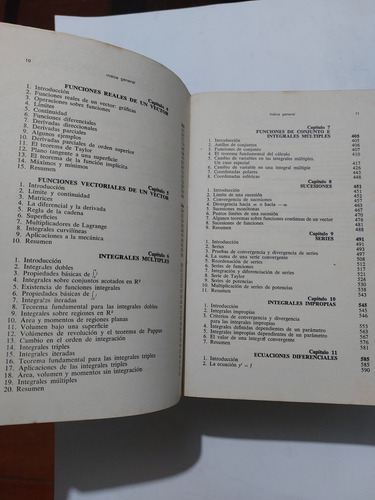 10
índice general
Capítulo 4
FUNCIONES REALES DE UN VECTOR
1. Introducción
2. Funciones reales de un vector: gráficas
3. Operaciones sobre funciones
4. Límites
5. Continuidad
6. Funciones diferenciales
7. Derivadas direccionales
8. Derivadas parciales
9. Algunos ejemplos
10. Derivadas parciales de orden superior
11. El teorema de Taylor
12. Plano tangente a una superficie
13. El teorema de la función implícita
14. Máximos y mínimos
15. Resumen
Capítulo 5
FUNCIONES VECTORIALES DE UN VECTOR
1. Introducción
2. Límite y continuidad
3. Matrices
4. La diferencial y la derivada
5. Regla de la cadena
6. Superficies
7. Multiplicadores de Lagrange
8. Integrales curvilíneas
9. Aplicaciones a la mecánica
10. Resumen
Capítulo 6
INTEGRALES MÚLTIPLES
1. Introducción
2. Integrales dobles
3. Propiedades básicas de
4. Integrales sobre conjuntos acotados en R²
5. Existencia de funciones integrales
6. Propiedades básicas de
7. Integrales iteradas
8. Teorema fundamental para las integrales dobles
9. Integrales sobre regiones en R²
10. Área y momentos de regiones planas
11. Volumen bajo una superficie
12. Volúmenes de revolución y el teorema de Pappus
13. Cambio en el orden de integración
14. Integrales triples
15. Integrales iteradas
16. Teorema fundamental para las integrales triples
17. Aplicaciones de las integrales triples
18. Área, volumen y momentos sin integración
19. Integrales múltiples
20. Resumen
índice general
11
Capítulo 7
FUNCIONES DE CONJUNTO E
INTEGRALES MÚLTIPLES 405
1. Introducción 405
2. Anillos de conjuntos
3. Funciones de conjunto
4. El teorema fundamental del cálculo 410
5. Cambio de variables en las integrales múltiples.
Un caso especial
6. Cambio de variable en una integral múltiple
7. Coordenadas polares
8. Coordenadas esféricas
Capítulo 8
SUCESIONES 451
1. Introducción 451
2. Límite de una sucesión
3. Convergencia de sucesiones
4. Divergencia hacia ∞ o hacia −∞
5. Sucesiones monótonas
6. Puntos límites de una sucesión
7. Algunos teoremas sobre funciones continuas de un vector
8. Sucesiones de vectores
9. Resumen
Capítulo 9
SERIES 491
1. Introducción 491
2. Series
3. Pruebas de convergencia y divergencia de series
4. La suma de una serie convergente
5. Reordenación de series
6. Series de funciones
7. Integración y diferenciación de series
8. Serie de Taylor
9. Series de potencias
10. Multiplicación de series de potencias
11. Resumen 543
Capítulo 10
INTEGRALES IMPROPIAS 545
1. Introducción 545
2. Integrales impropias 545
3. Criterios de convergencia y divergencia
para las integrales impropias
4. Integrales definidas dependientes de un parámetro
5. Integrales impropias dependientes de un parámetro
6. El valor de una integral convergente 576
7. Resumen 581
Capítulo 11
ECUACIONES DIFERENCIALES 585
1. Introducción 585
2. La ecuación y' = f 590